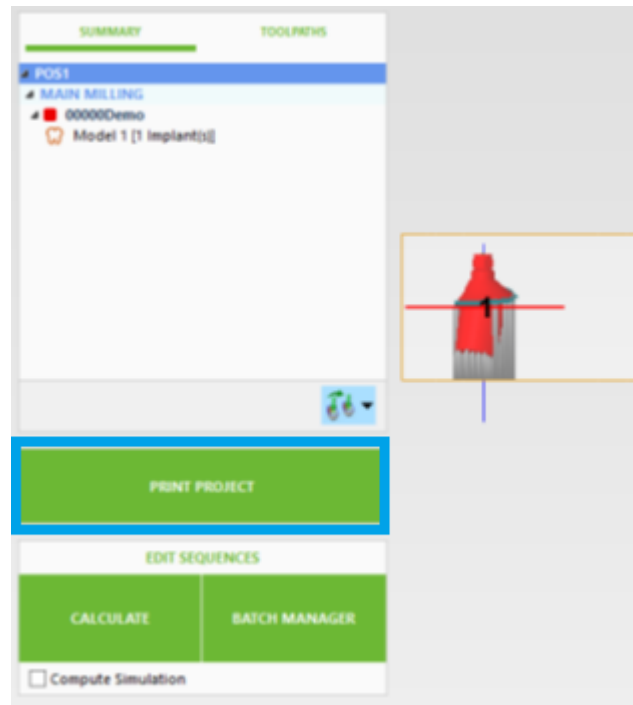 SUMMARY TOOLPATHS
POS1
MAIN MILLING
00000Demo
Model 1 [1 Implant(s)]
1
PRINT PROJECT
EDIT SEQUENCES
CALCULATE BATCH MANAGER
Compute Simulation